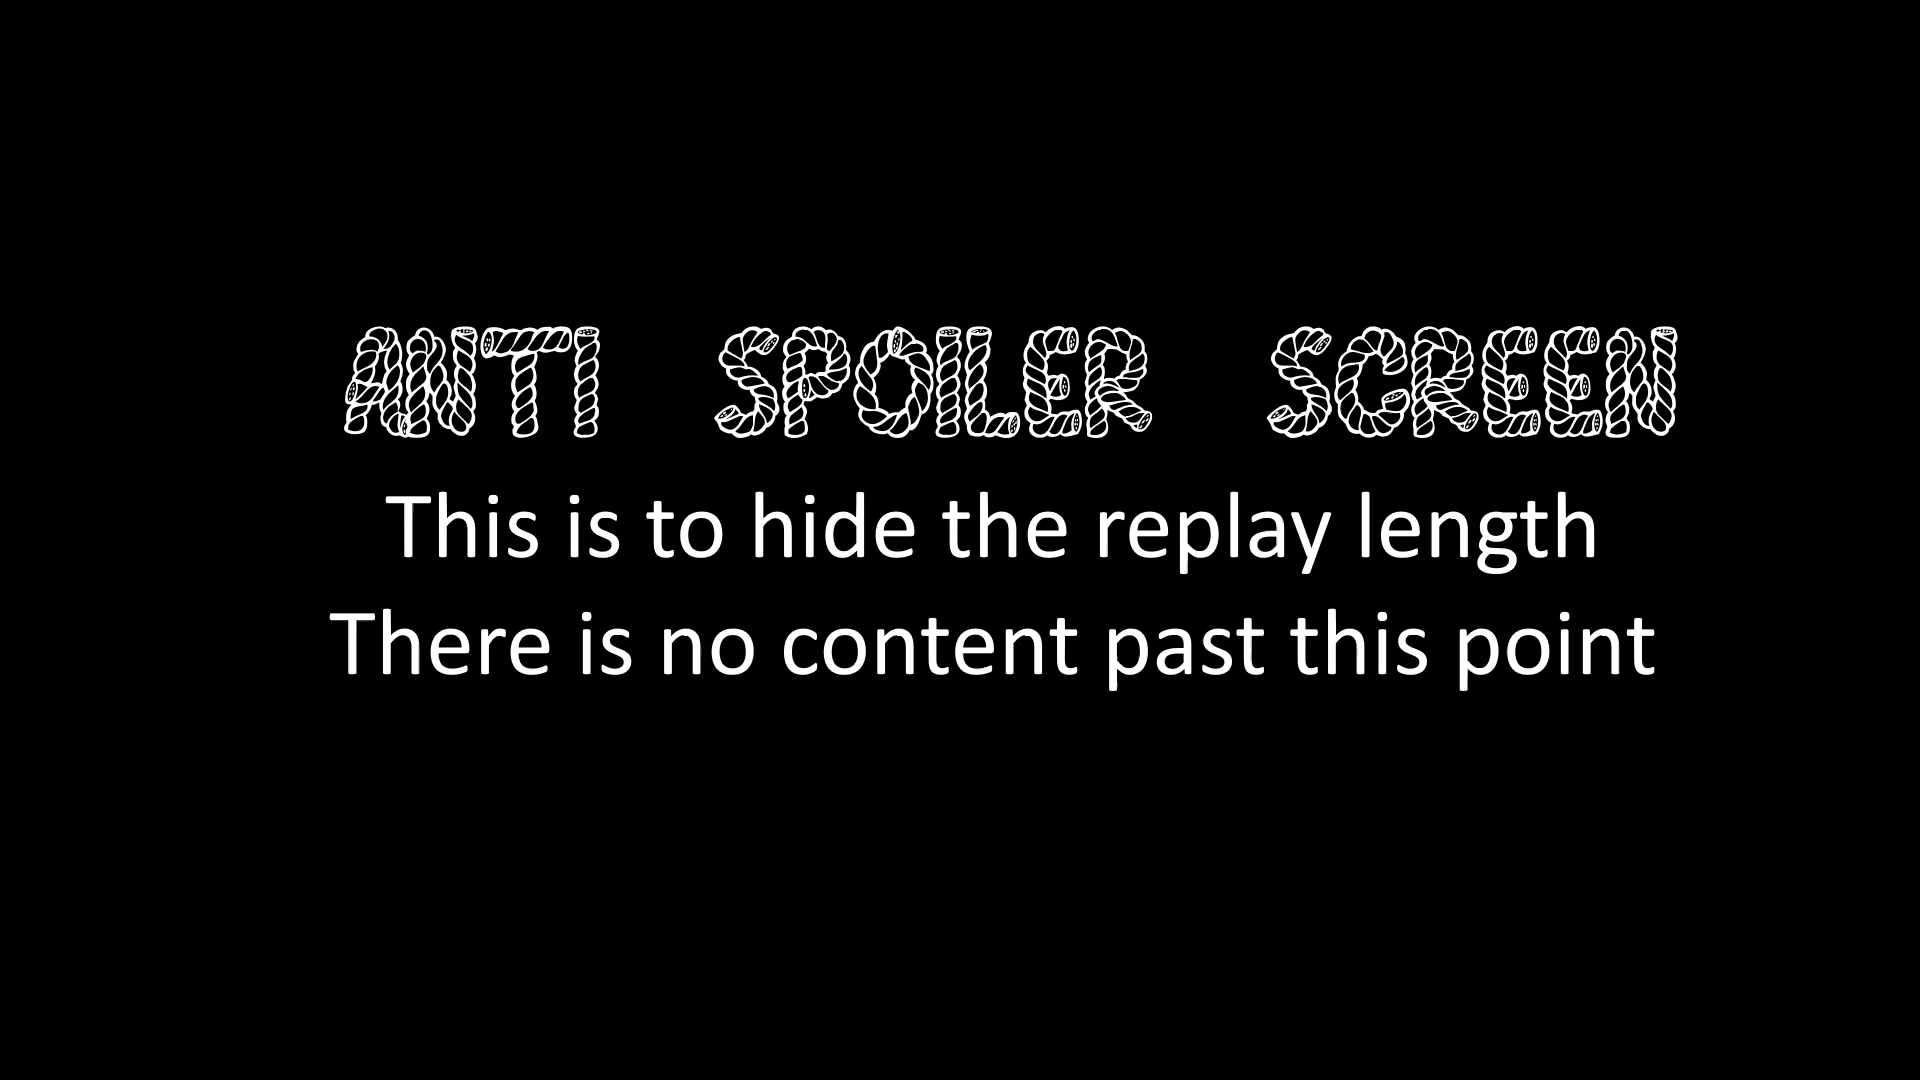 ANTI SPOILER SCREEN
This is to hide the replay length
There is no content past this point